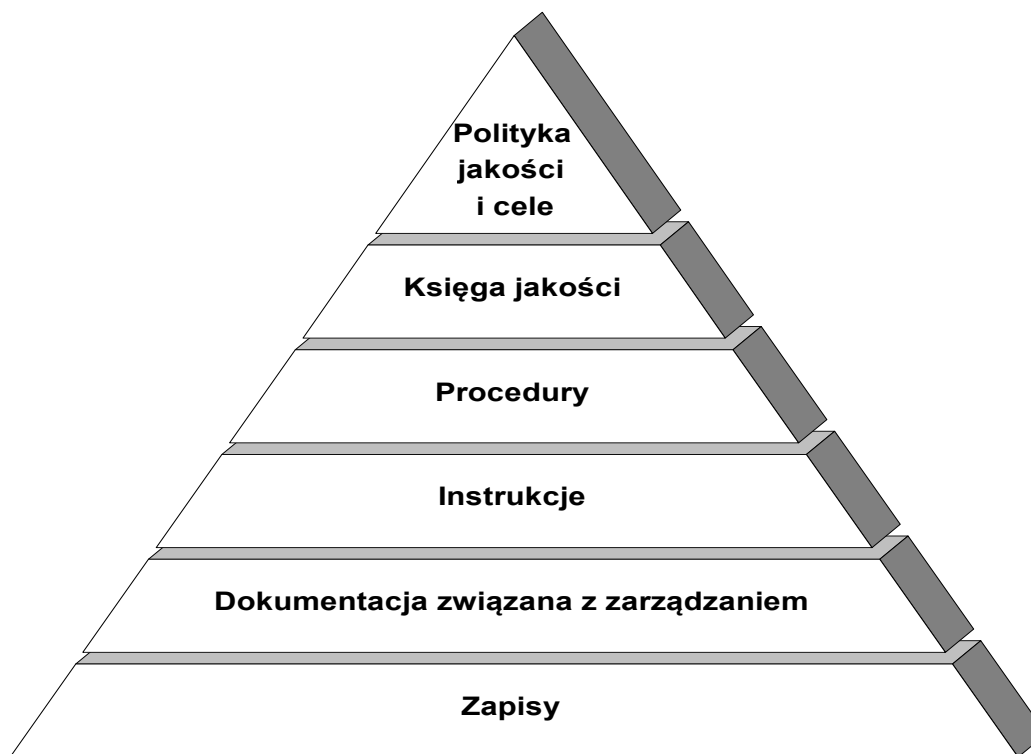 Polityka
jakości
i cele
Księga jakości
Procedury
Instrukcje
Dokumentacja związana z zarządzaniem
Zapisy